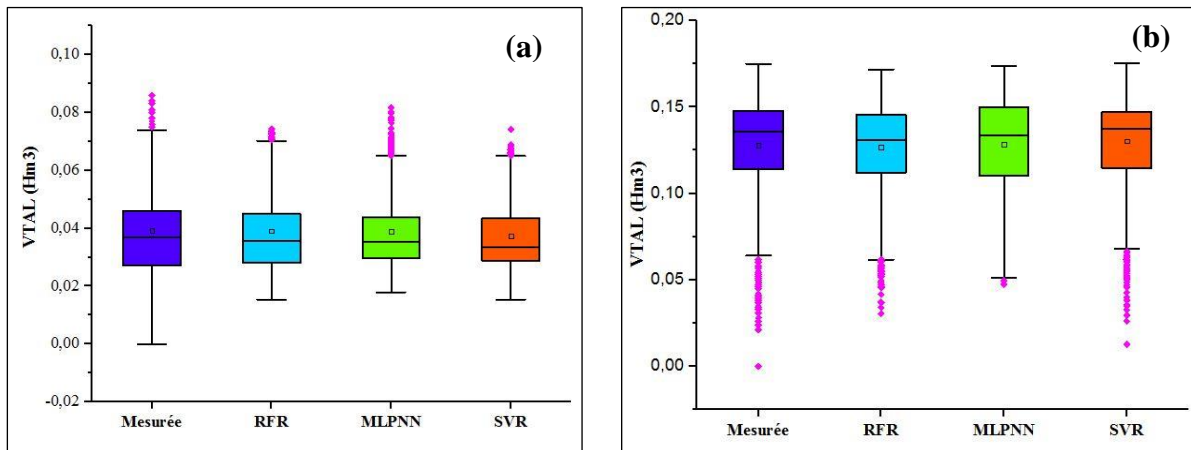 (a)
VTAL (Hm3)
0,10
0,08
0,06
0,04
0,02
0,00
-0,02
Mesurée RFR MLPNN SVR
(b)
VTAL (Hm3)
0,20
0,15
0,10
0,05
0,00
Mesurée RFR MLPNN SVR